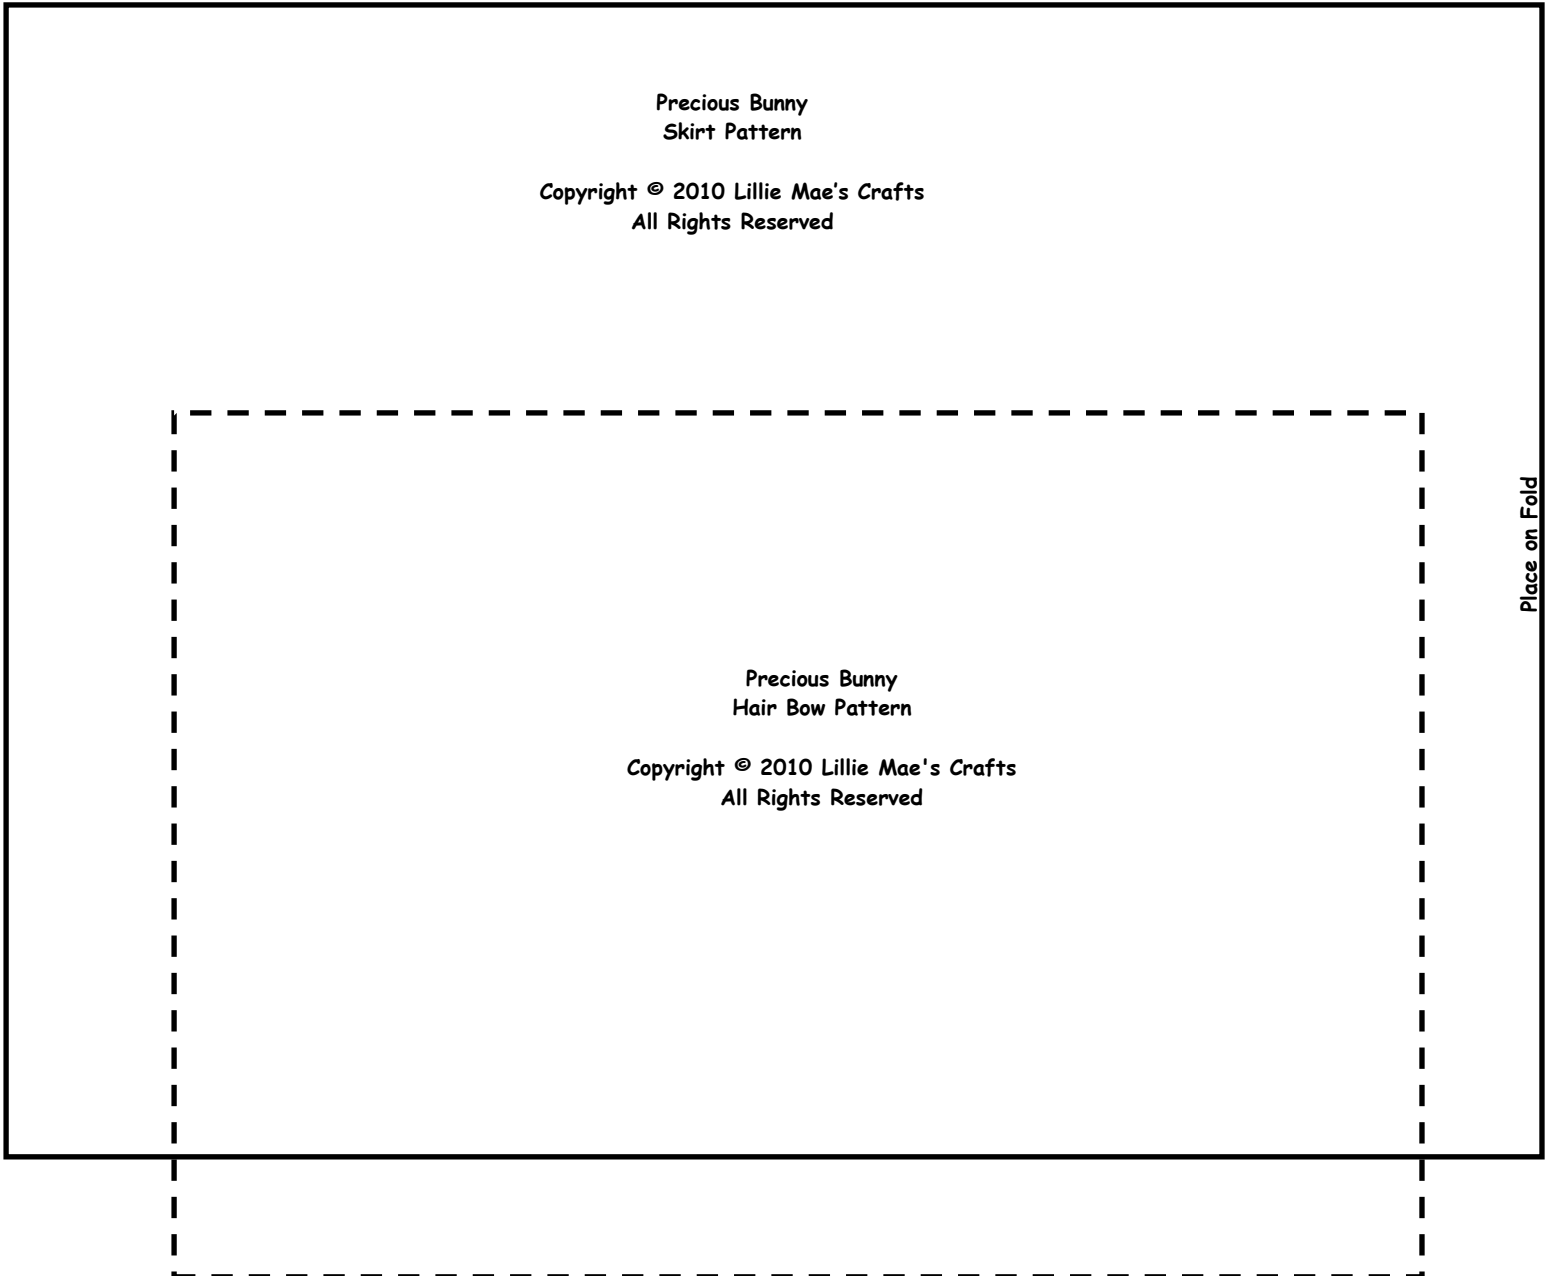 Precious Bunny
Skirt Pattern
Copyright © 2010 Lillie Mae’s Crafts
All Rights Reserved
Place on Fold
Precious Bunny
Hair Bow Pattern
Copyright © 2010 Lillie Mae's Crafts
All Rights Reserved